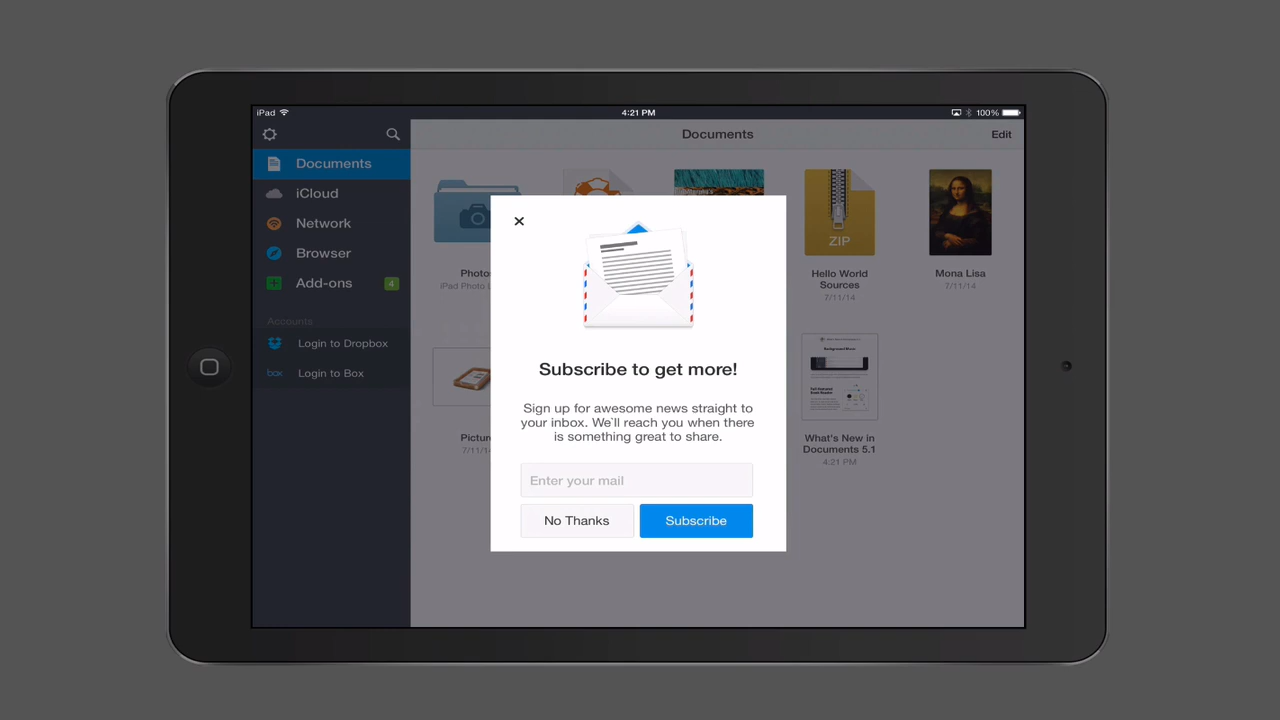 iPad
4:21 PM
100%
Documents
Edit
Documents
iCloud
Network
Browser
Add-ons
4
Accounts
Login to Dropbox
box
Login to Box
ZIP
Hello World
Sources
7/11/14
Mona Lisa
7/11/14
What's New in
Documents 5.1
4:21 PM
Subscribe to get more!
Sign up for awesome news straight to
your inbox. We`ll reach you when there
is something great to share.
Enter your mail
No Thanks
Subscribe